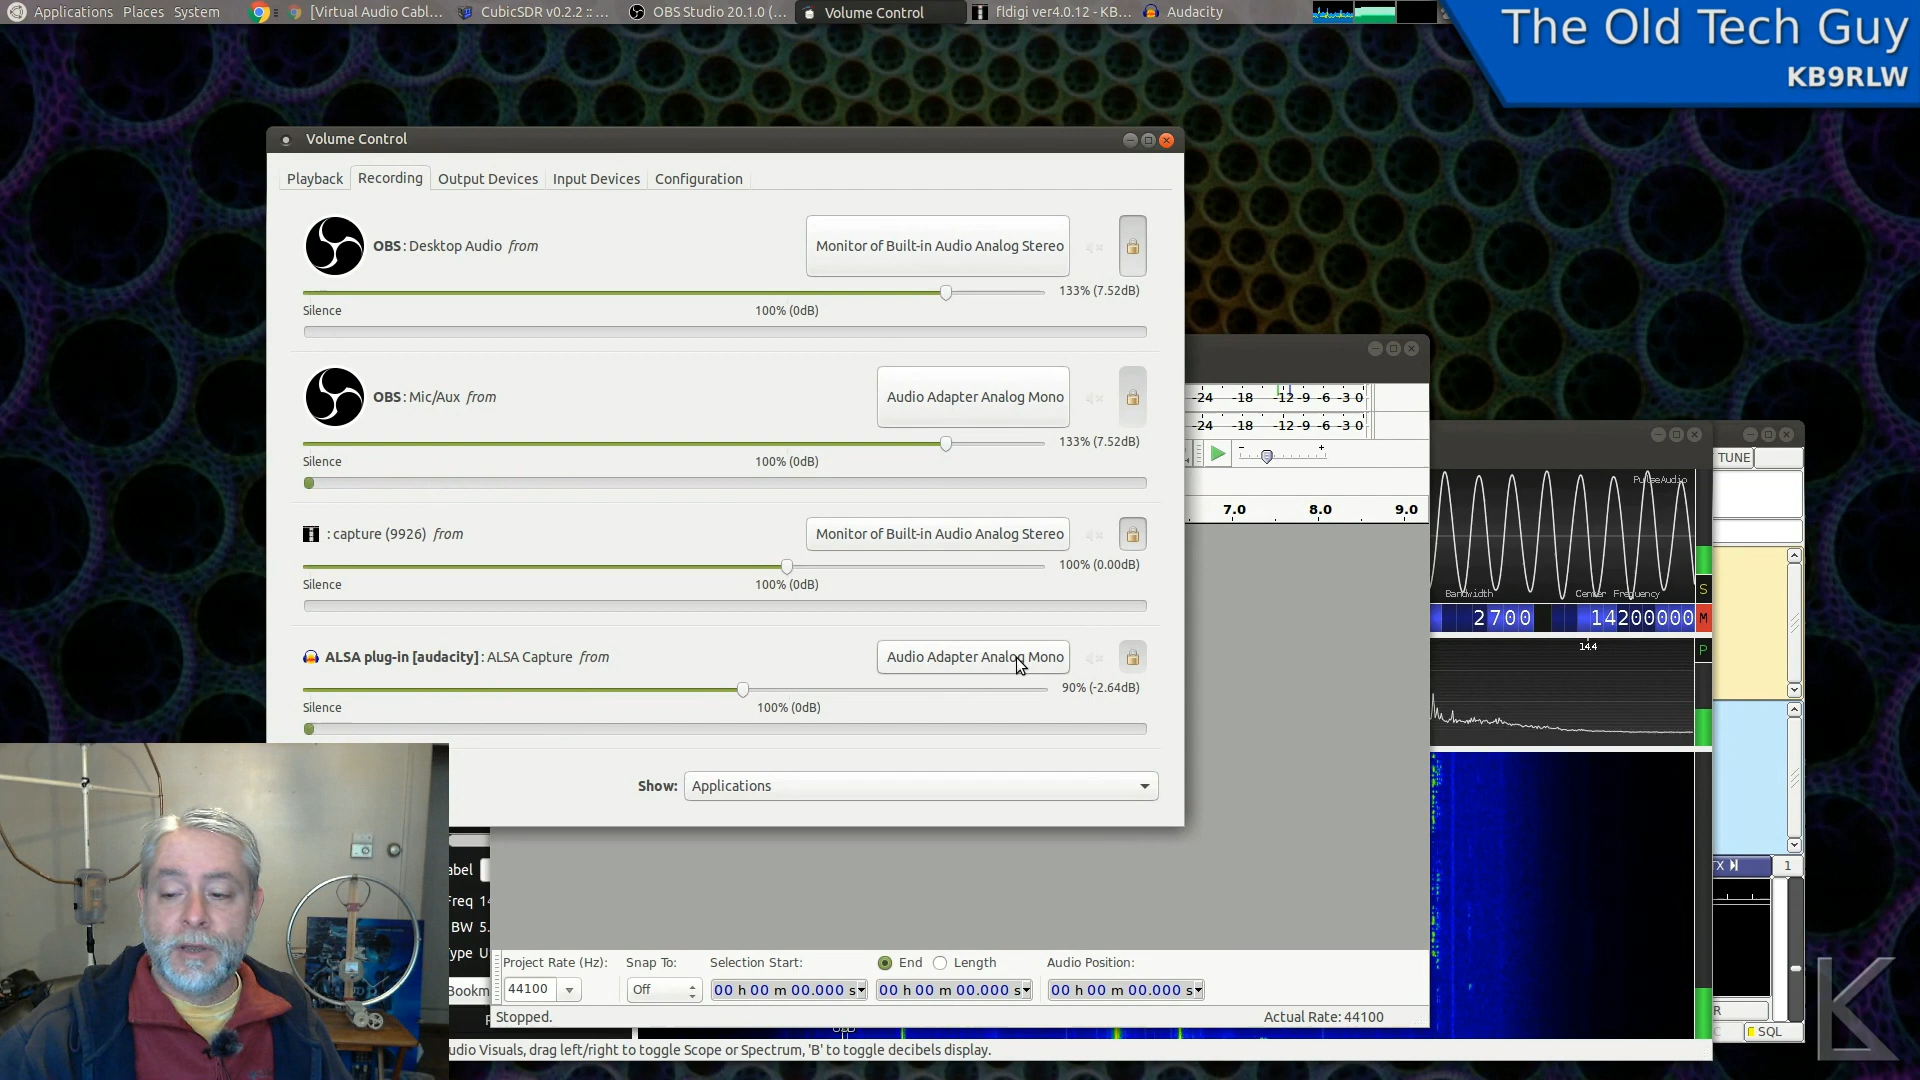 Applications Places System [Virtual Audio Cabl... CubicSDR v0.2.2 :: ... OBS Studio 20.1.0 (... Volume Control fldigi ver4.0.12 - KB... Audacity
The Old Tech Guy
KB9RLW
Volume Control
Playback Recording Output Devices Input Devices Configuration
OBS: Desktop Audio from Monitor of Built-in Audio Analog Stereo
133% (7.52dB)
Silence 100% (0dB)
OBS: Mic/Aux from Audio Adapter Analog Mono
133% (7.52dB)
Silence 100% (0dB)
: capture (9926) from Monitor of Built-in Audio Analog Stereo
100% (0.00dB)
Silence 100% (0dB)
ALSA plug-in [audacity]: ALSA Capture from Audio Adapter Analog Mono
90% (-2.64dB)
Silence 100% (0dB)
Show: Applications
-24 -18 -12 -9 -6 -3 0
-24 -18 -12 -9 -6 -3 0
- +
7.0 8.0 9.0
TUNE
PulseAudio
S
Bandwidth Center Frequency
2700 14200000 M
14.4 P
abel
Freq 14
BW 5.
Type U
Bookm
TX 1
SQL
Project Rate (Hz): Snap To: Selection Start: End Length Audio Position:
44100 Off 00 h 00 m 00.000 s 00 h 00 m 00.000 s 00 h 00 m 00.000 s
Stopped. Actual Rate: 44100
udio Visuals, drag left/right to toggle Scope or Spectrum, 'B' to toggle decibels display.
K